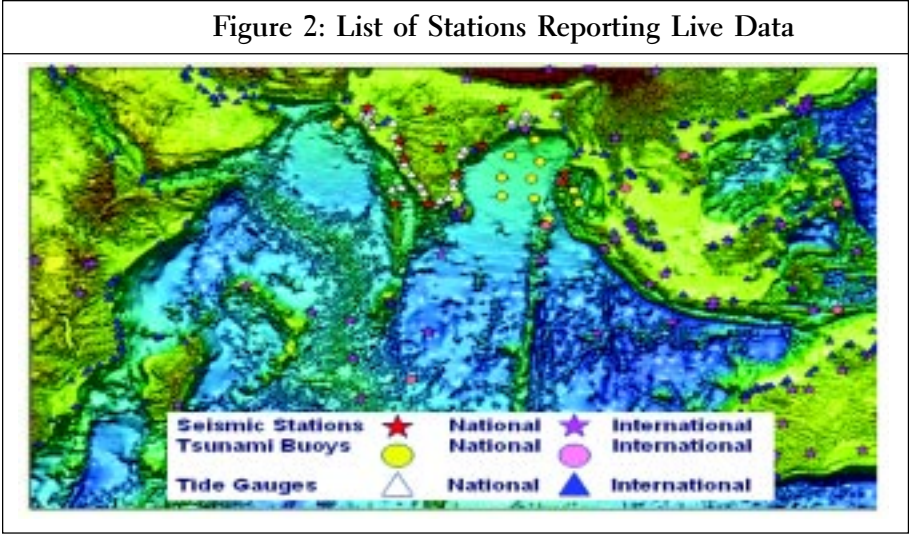 Figure 2: List of Stations Reporting Live Data
Seismic Stations National International
Tsunami Buoys National International
Tide Gauges National International